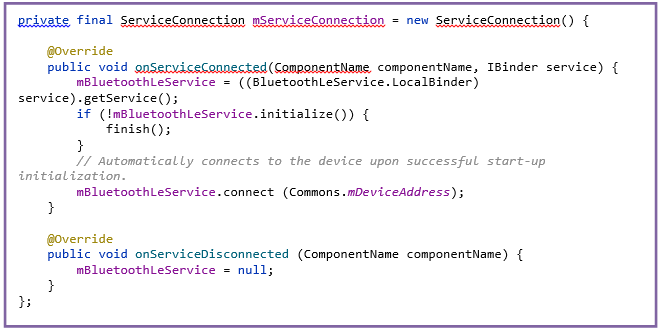 private final ServiceConnection mServiceConnection = new ServiceConnection() {
@Override
public void onServiceConnected(ComponentName componentName, IBinder service) {
mBluetoothLeService = ((BluetoothLeService.LocalBinder)
service).getService();
if (!mBluetoothLeService.initialize()) {
finish();
}
// Automatically connects to the device upon successful start-up
initialization.
mBluetoothLeService.connect (Commons.mDeviceAddress);
}
@Override
public void onServiceDisconnected (ComponentName componentName) {
mBluetoothLeService = null;
}
};